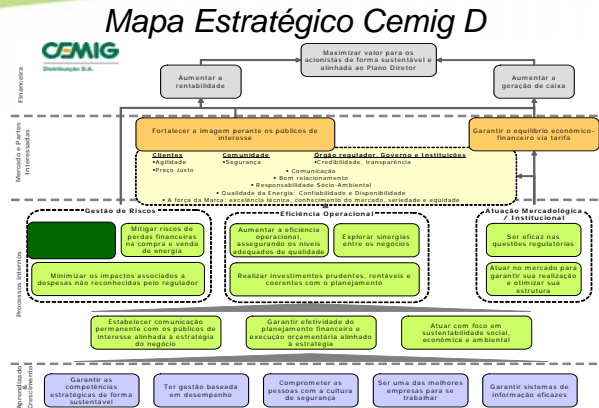 Mapa Estratégico Cemig D
CEMIG
Distribuição S.A.
Financeira
Maximizar valor para os
acionistas de forma sustentável e
alinhada ao Plano Diretor
Aumentar a
rentabilidade
Aumentar a
geração de caixa
Mercado e Partes
Interessadas
Fortalecer a imagem perante os públicos de
interesse
Garantir o equilíbrio econômico-
financeiro via tarifa
Clientes
•Agilidade
•Preço Justo
Comunidade
•Segurança
Órgão regulador, Governo e Instituições
•Credibilidade, transparência
• Comunicação
• Bom relacionamento
• Responsabilidade Sócio-Ambiental
• Qualidade da Energia: Confiabilidade e Disponibilidade
• A força da Marca: excelência técnica, conhecimento do mercado, seriedade e eqüidade
Processos Internos
Gestão de Riscos
Mitigar riscos de
perdas financeiras
na compra e venda
de energia
Minimizar os impactos associados a
despesas não reconhecidas pelo regulador
Eficiência Operacional
Aumentar a eficiência
operacional,
assegurando os níveis
adequados de qualidade
Explorar sinergias
entre os negócios
Realizar investimentos prudentes, rentáveis e
coerentes com o planejamento
Atuação Mercadológica
/ Institucional
Ser eficaz nas
questões regulatórias
Atuar no mercado para
garantir sua realização
e otimizar sua
estrutura
Estabelecer comunicação
permanente com os públicos de
interesse alinhada à estratégia
do negócio
Garantir efetividade do
planejamento financeiro e
execução orçamentária alinhado
à estratégia
Atuar com foco em
sustentabilidade social,
econômica e ambiental
Aprendizado
e Crescimento
Garantir as
competências
estratégicas de forma
sustentável
Ter gestão baseada
em desempenho
Comprometer as
pessoas com a cultura
de segurança
Ser uma das melhores
empresas para se
trabalhar
Garantir sistemas de
informação eficazes